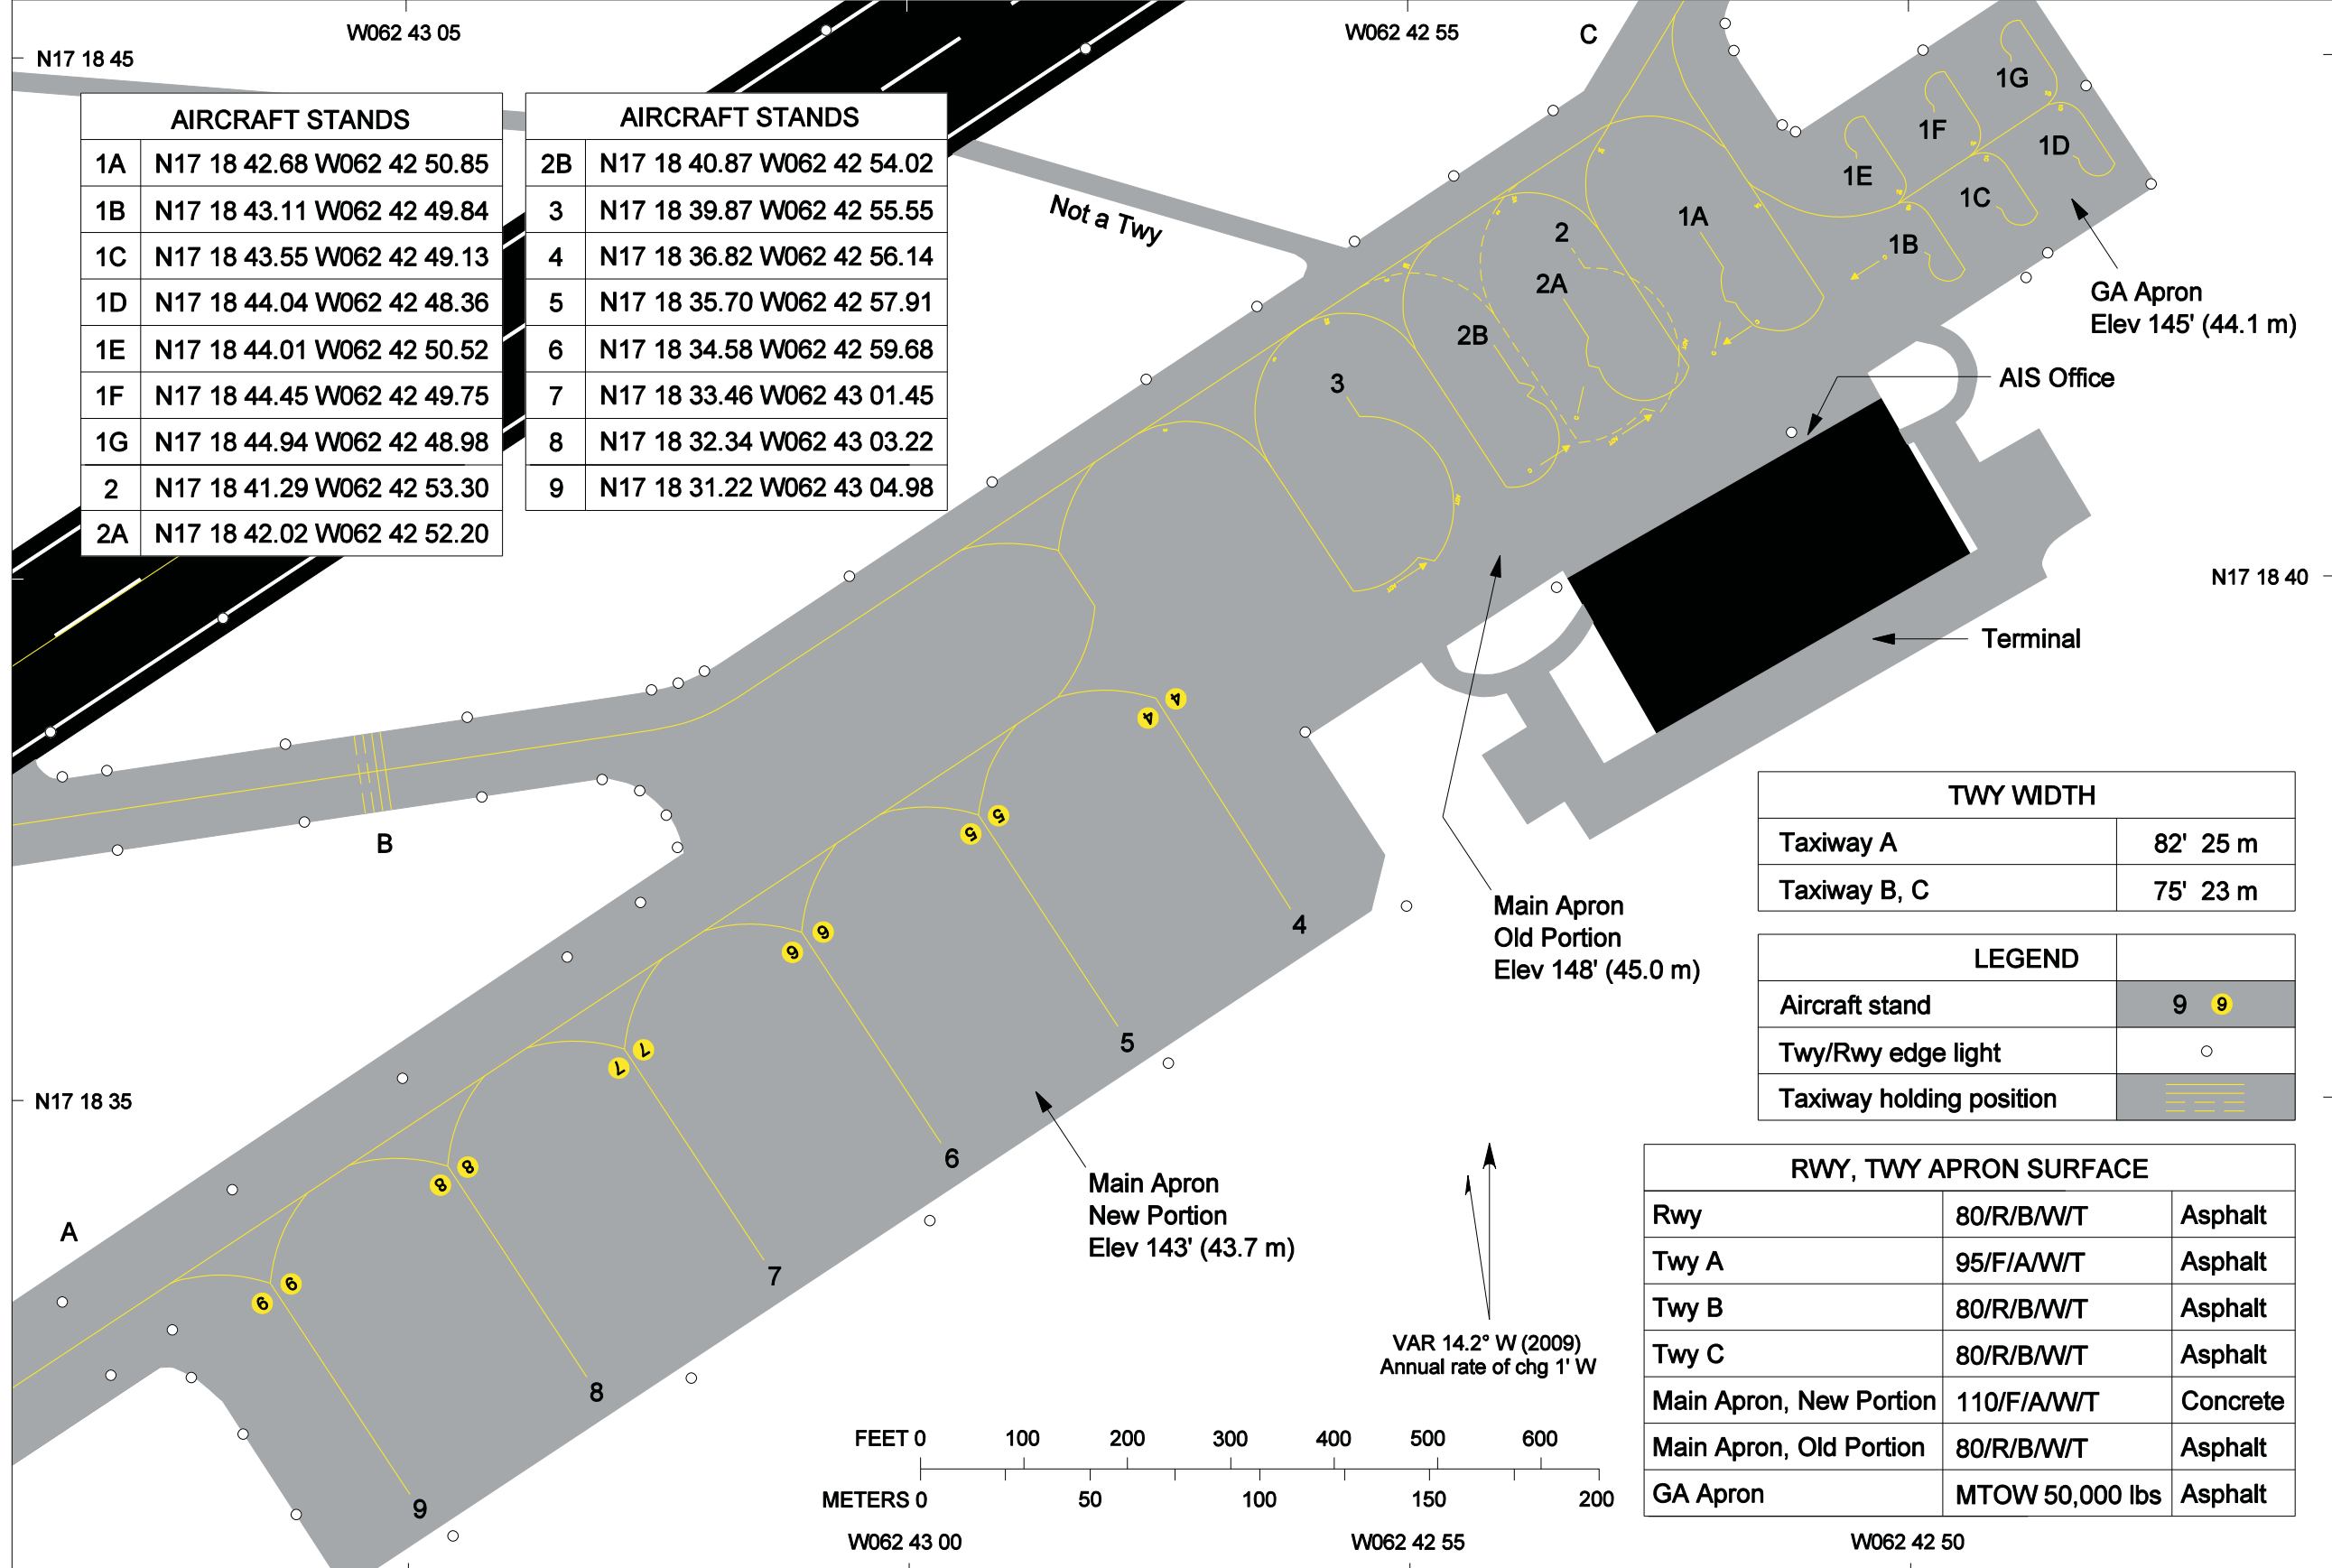 W062 43 05
W062 42 55
C
N17 18 45
AIRCRAFT STANDS
1A N17 18 42.68 W062 42 50.85
1B N17 18 43.11 W062 42 49.84
1C N17 18 43.55 W062 42 49.13
1D N17 18 44.04 W062 42 48.36
1E N17 18 44.01 W062 42 50.52
1F N17 18 44.45 W062 42 49.75
1G N17 18 44.94 W062 42 48.98
2 N17 18 41.29 W062 42 53.30
2A N17 18 42.02 W062 42 52.20
AIRCRAFT STANDS
2B N17 18 40.87 W062 42 54.02
3 N17 18 39.87 W062 42 55.55
4 N17 18 36.82 W062 42 56.14
5 N17 18 35.70 W062 42 57.91
6 N17 18 34.58 W062 42 59.68
7 N17 18 33.46 W062 43 01.45
8 N17 18 32.34 W062 43 03.22
9 N17 18 31.22 W062 43 04.98
Not a Twy
1G
1F
1D
1E
1C
1A
1B
2
2A
2B
3
GA Apron
Elev 145' (44.1 m)
AIS Office
N17 18 40
Terminal
4
4
B
5
5
4
6
6
5
7
7
6
8
8
7
9
9
8
9
A
N17 18 35
Main Apron
Old Portion
Elev 148' (45.0 m)
Main Apron
New Portion
Elev 143' (43.7 m)
TWY WIDTH
Taxiway A 82' 25 m
Taxiway B, C 75' 23 m
LEGEND
Aircraft stand 9 9
Twy/Rwy edge light
Taxiway holding position
RWY, TWY APRON SURFACE
Rwy 80/R/B/W/T Asphalt
Twy A 95/F/A/W/T Asphalt
Twy B 80/R/B/W/T Asphalt
Twy C 80/R/B/W/T Asphalt
Main Apron, New Portion 110/F/A/W/T Concrete
Main Apron, Old Portion 80/R/B/W/T Asphalt
GA Apron MTOW 50,000 lbs Asphalt
VAR 14.2° W (2009)
Annual rate of chg 1' W
FEET 0 100 200 300 400 500 600
METERS 0 50 100 150 200
W062 43 00
W062 42 55
W062 42 50